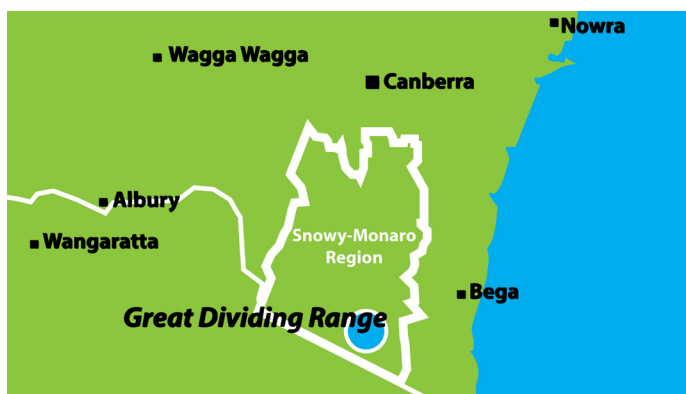 Nowra
Wagga Wagga
Canberra
Albury
Snowy-Monaro
Region
Wangaratta
Bega
Great Dividing Range